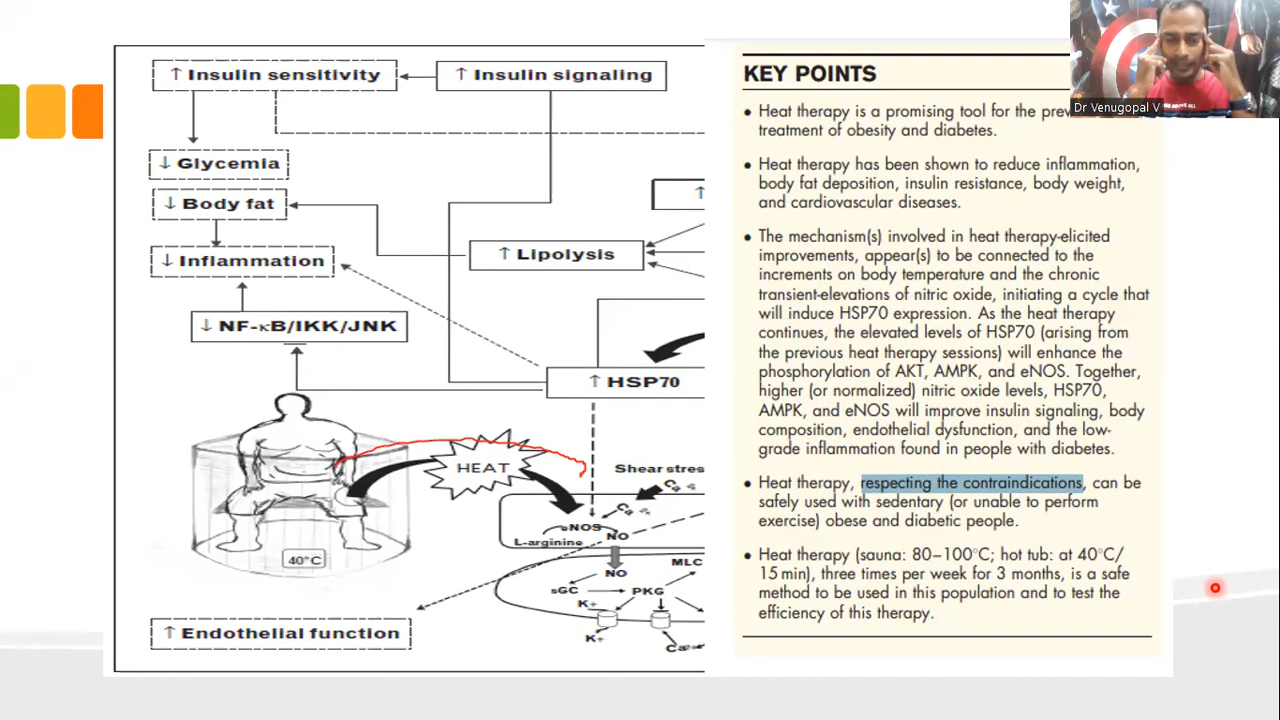 ↑ Insulin sensitivity
↑ Insulin signaling
↓ Glycemia
↓ Body fat
↑
↓ Inflammation
↑ Lipolysis
↓ NF-κB/IKK/JNK
↑ HSP70
HEAT
Shear
Ca
40°C
eNOS
NO
L-arginine
NO
MLC
sGC
PKG
K+
K+
↑ Endothelial function
KEY POINTS
• Heat therapy is a promising tool for the
treatment of obesity and diabetes.
• Heat therapy has been shown to reduce inflammation,
body fat deposition, insulin resistance, body weight,
and cardiovascular diseases.
• The mechanism(s) involved in heat therapy-elicited
improvements, appear(s) to be connected to the
increments on body temperature and the chronic
transient-elevations of nitric oxide, initiating a cycle that
will induce HSP70 expression. As the heat therapy
continues, the elevated levels of HSP70 (arising from
the previous heat therapy sessions) will enhance the
phosphorylation of AKT, AMPK, and eNOS. Together,
higher (or normalized) nitric oxide levels, HSP70,
AMPK, and eNOS will improve insulin signaling, body
composition, endothelial dysfunction, and the low-
grade inflammation found in people with diabetes.
• Heat therapy, respecting the contraindications, can be
safely used with sedentary (or unable to perform
exercise) obese and diabetic people.
• Heat therapy (sauna: 80–100°C; hot tub: at 40°C/
15 min), three times per week for 3 months, is a safe
method to be used in this population and to test the
efficiency of this therapy.
Dr Venugopal V